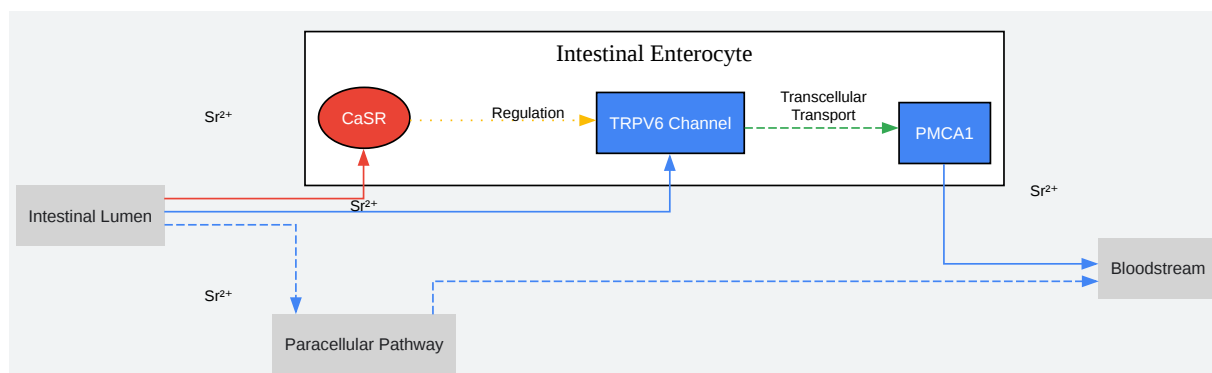 Intestinal Enterocyte
Sr²⁺
CaSR
Regulation
TRPV6 Channel
Transcellular
Transport
PMCA1
Intestinal Lumen
Sr²⁺
Sr²⁺
Bloodstream
Sr²⁺
Paracellular Pathway